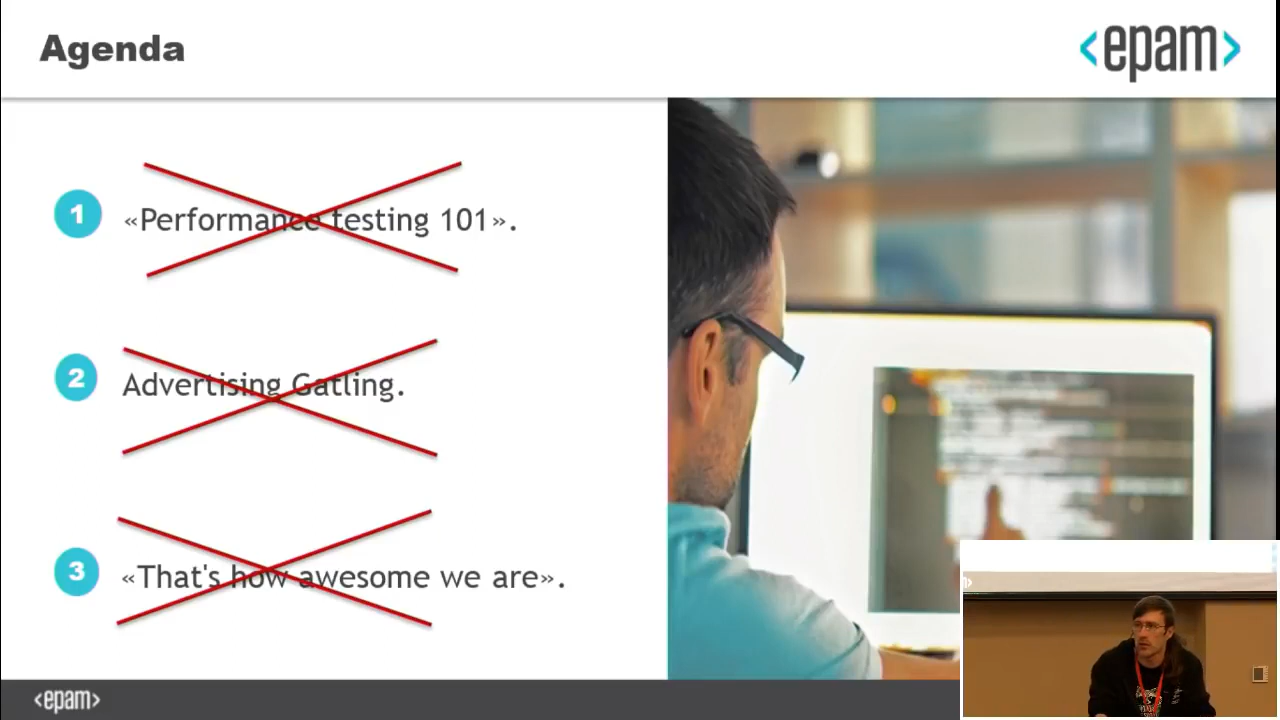 Agenda
<epam>
1
«Performance testing 101».
2
Advertising Gatling.
3
«That's how awesome we are».
<epam>